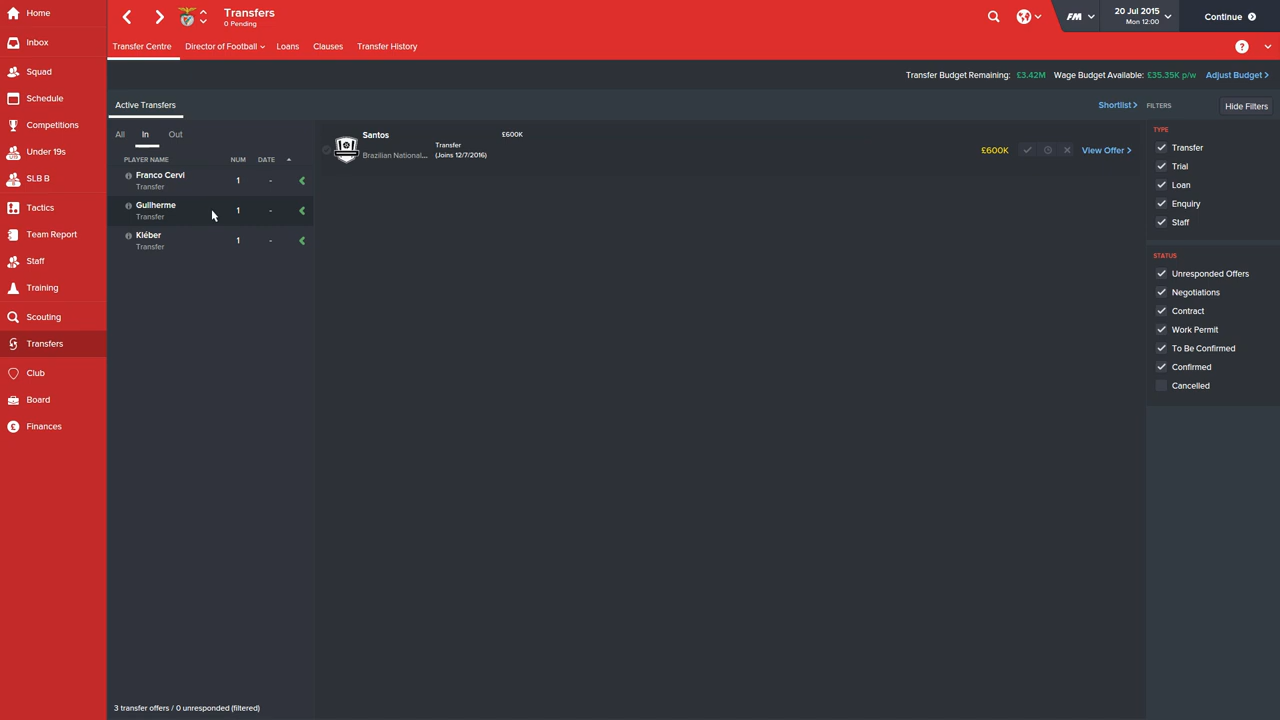 Home
Inbox
Squad
Schedule
Competitions
Under 19s
SLB B
Tactics
Team Report
Staff
Training
Scouting
Transfers
Club
Board
Finances
Transfers
0 Pending
FM
20 Jul 2015
Mon 12:00
Continue
Transfer Centre
Director of Football
Loans
Clauses
Transfer History
?
Transfer Budget Remaining: £3.42M Wage Budget Available: £35.35K p/w Adjust Budget >
Active Transfers
Shortlist >
FILTERS
Hide Filters
All In Out
PLAYER NAME NUM DATE
Franco Cervi 1 -
Transfer
Guilherme 1 -
Transfer
Kléber 1 -
Transfer
Santos
Brazilian National...
Transfer
(Joins 12/7/2016)
£600K
£600K
View Offer >
TYPE
Transfer
Trial
Loan
Enquiry
Staff
STATUS
Unresponded Offers
Negotiations
Contract
Work Permit
To Be Confirmed
Confirmed
Cancelled
3 transfer offers / 0 unresponded (filtered)